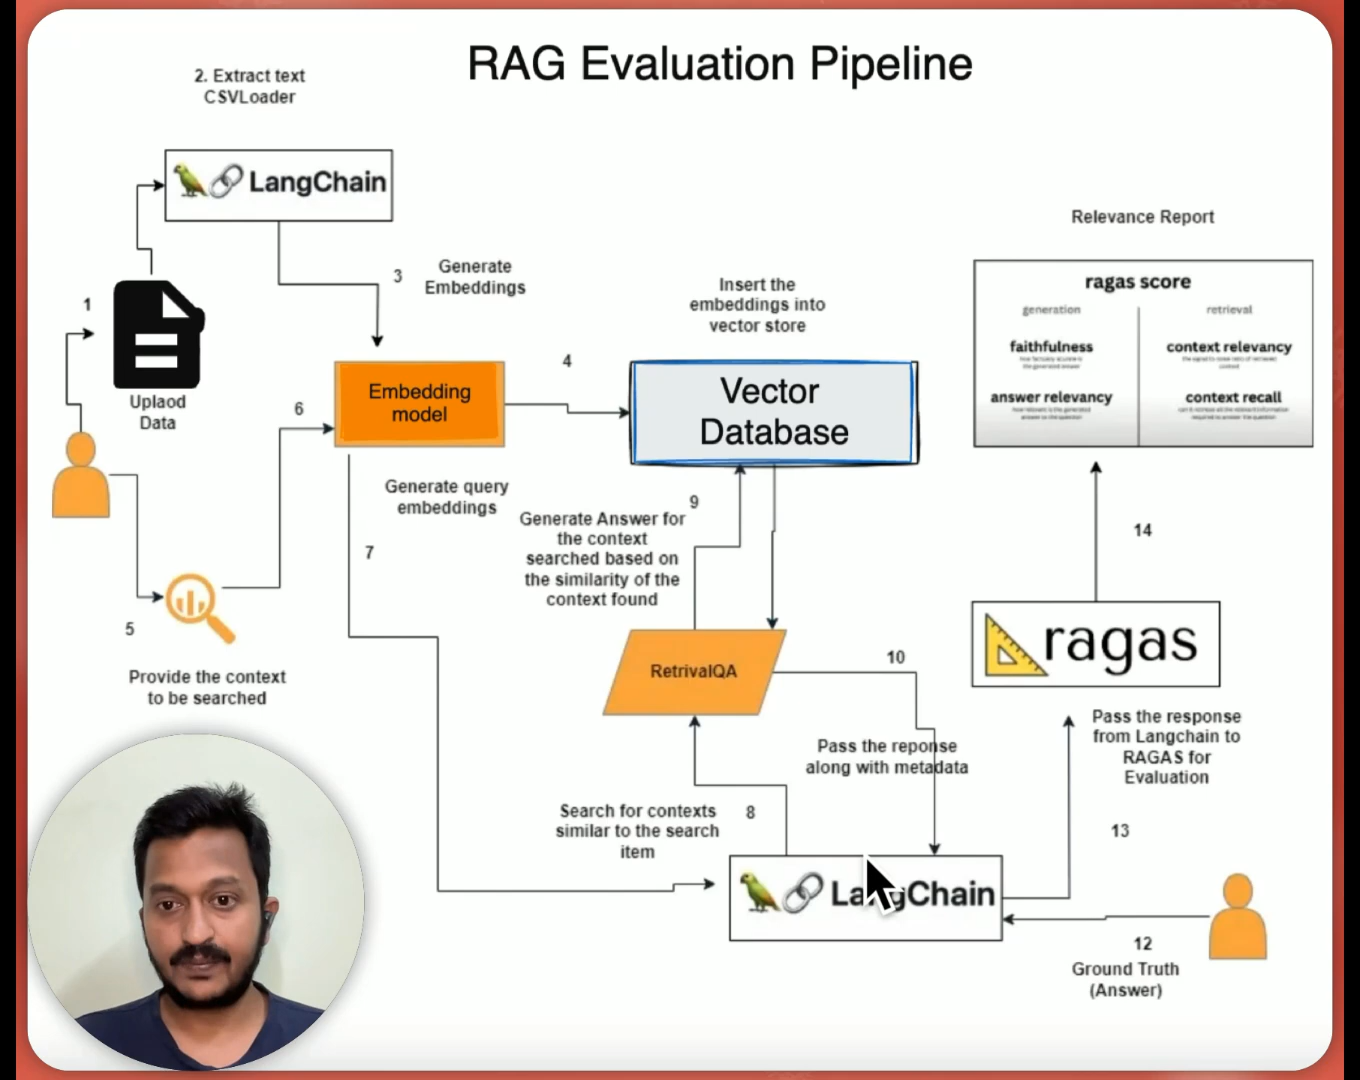 RAG Evaluation Pipeline
2. Extract text
CSVLoader
LangChain
1
Uplaod
Data
3
Generate
Embeddings
Embedding
model
4
Insert the
embeddings into
vector store
Vector
Database
5
Provide the context
to be searched
6
Generate query
embeddings
7
Search for contexts
similar to the search
item
8
9
Generate Answer for
the context
searched based on
the similarity of the
context found
RetrivalQA
10
Pass the reponse
along with metadata
LangChain
12
Ground Truth
(Answer)
13
Pass the response
from Langchain to
RAGAS for
Evaluation
ragas
14
Relevance Report
ragas score
generation
retrieval
faithfulness
context relevancy
answer relevancy
context recall